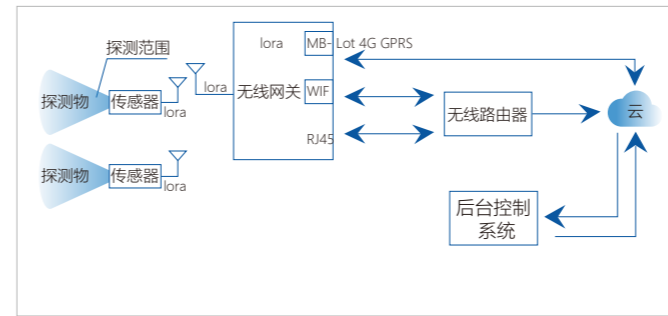 探测范围
探测物
传感器
lora
lora
lora
MB- Lot 4G GPRS
无线网关
WIF
RJ45
无线路由器
云
探测物
传感器
lora
后台控制
系统